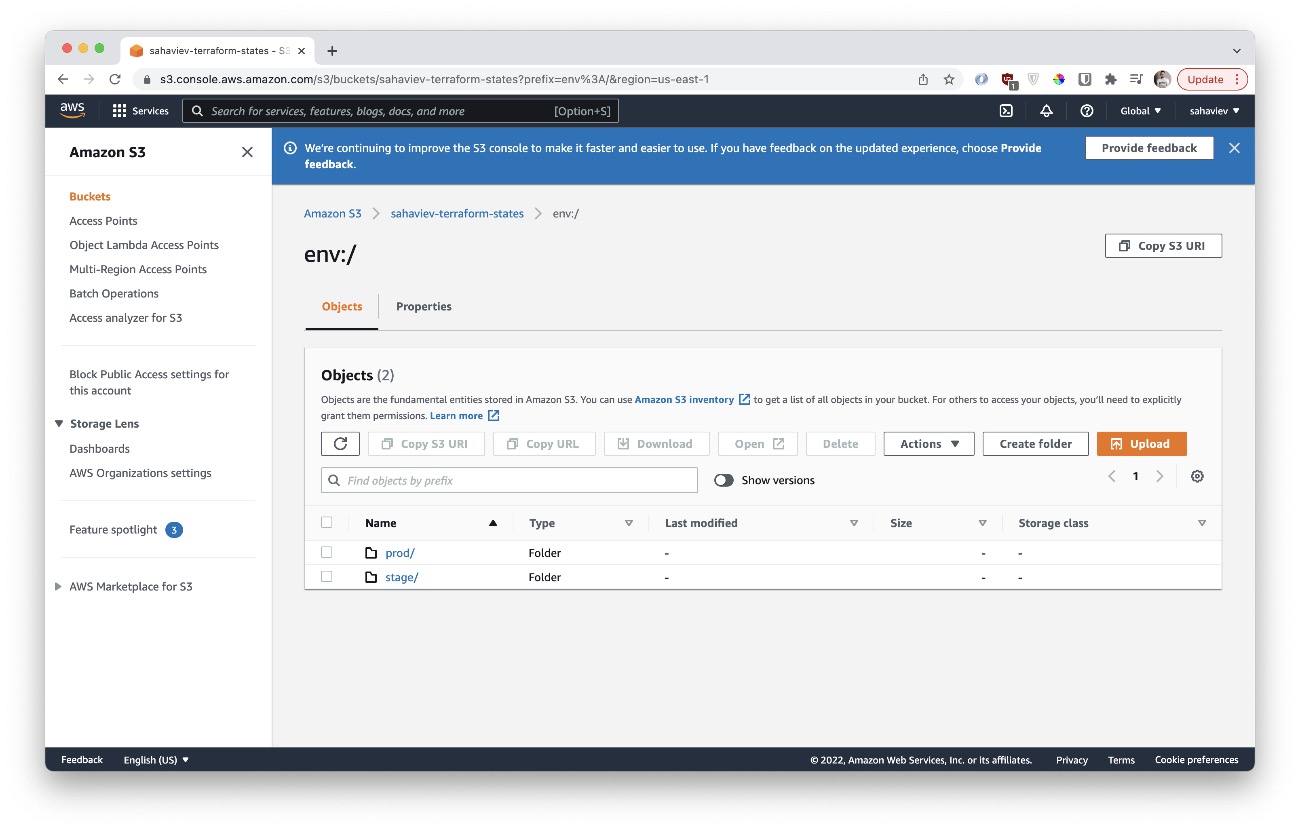 sahaviev-terraform-states - S3
s3.console.aws.amazon.com/s3/buckets/sahaviev-terraform-states?prefix=env%3A/&region=us-east-1
1
Update
aws
Services
Search for services, features, blogs, docs, and more
[Option+S]
Global
sahaviev
Amazon S3
Buckets
Access Points
Object Lambda Access Points
Multi-Region Access Points
Batch Operations
Access analyzer for S3
Block Public Access settings for
this account
Storage Lens
Dashboards
AWS Organizations settings
Feature spotlight 3
AWS Marketplace for S3
We're continuing to improve the S3 console to make it faster and easier to use. If you have feedback on the updated experience, choose Provide
feedback.
Provide feedback
Amazon S3 > sahaviev-terraform-states > env:/
env:/
Copy S3 URI
Objects
Properties
Objects (2)
Objects are the fundamental entities stored in Amazon S3. You can use Amazon S3 inventory to get a list of all objects in your bucket. For others to access your objects, you'll need to explicitly
grant them permissions. Learn more
Copy S3 URI
Copy URL
Download
Open
Delete
Actions
Create folder
Upload
Find objects by prefix
Show versions
1
Name Type Last modified Size Storage class
prod/ Folder - - -
stage/ Folder - - -
Feedback
English (US)
© 2022, Amazon Web Services, Inc. or its affiliates.
Privacy
Terms
Cookie preferences